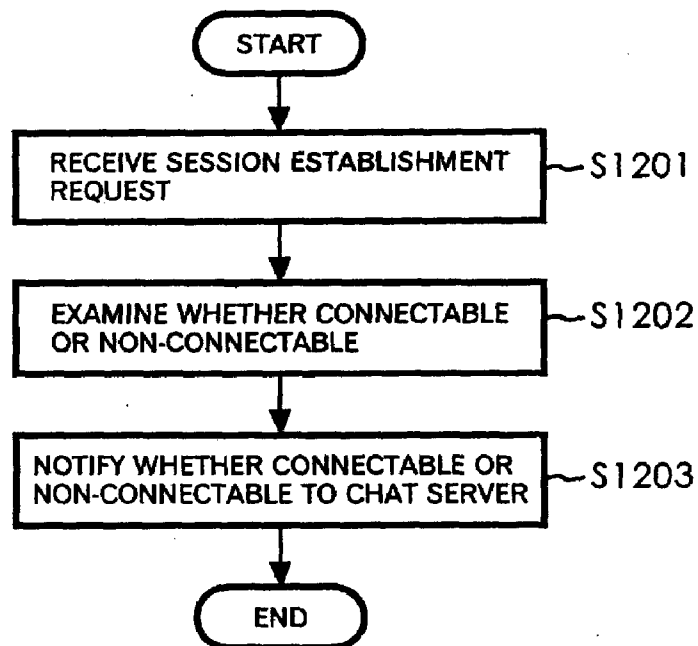 START
RECEIVE SESSION ESTABLISHMENT
REQUEST
S1201
EXAMINE WHETHER CONNECTABLE
OR NON-CONNECTABLE
S1202
NOTIFY WHETHER CONNECTABLE OR
NON-CONNECTABLE TO CHAT SERVER
S1203
END